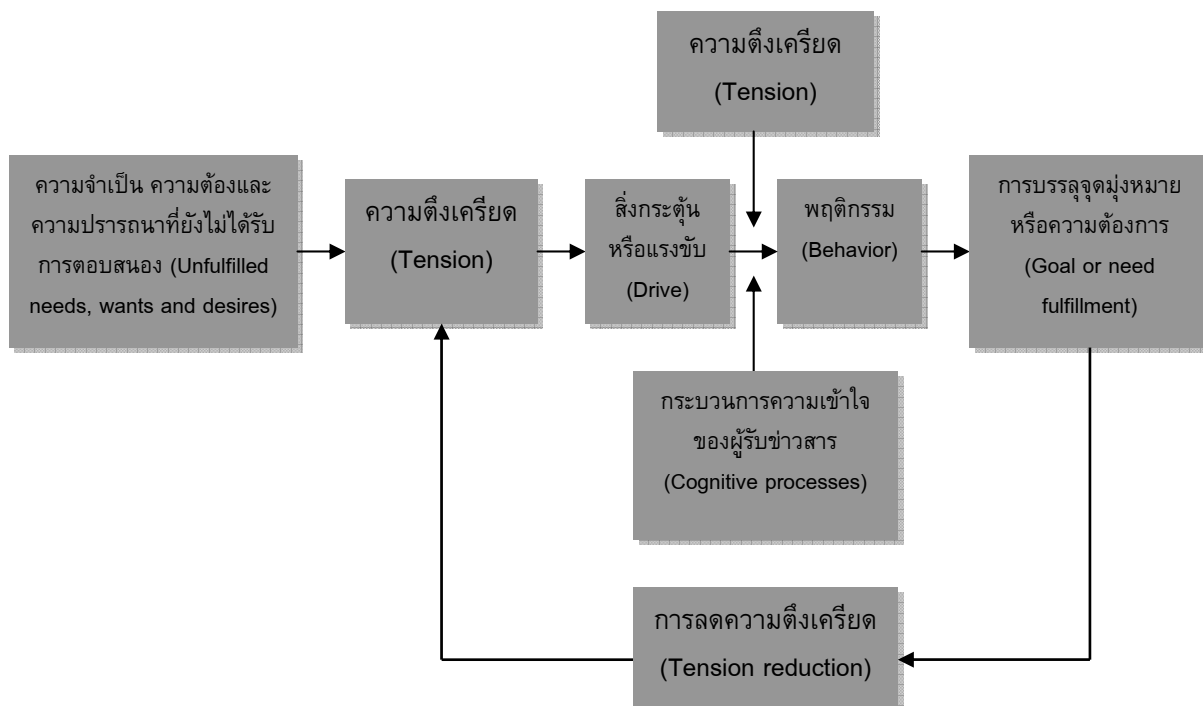 ความตึงเครียด
(Tension)
ความจำเป็น ความต้องและ
ความปรารถนาที่ยังไม่ได้รับ
การตอบสนอง (Unfulfilled
needs, wants and desires)
ความตึงเครียด
(Tension)
สิ่งกระตุ้น
หรือแรงขับ
(Drive)
พฤติกรรม
(Behavior)
การบรรลุจุดมุ่งหมาย
หรือความต้องการ
(Goal or need
fulfillment)
กระบวนการความเข้าใจ
ของผู้รับข่าวสาร
(Cognitive processes)
การลดความตึงเครียด
(Tension reduction)